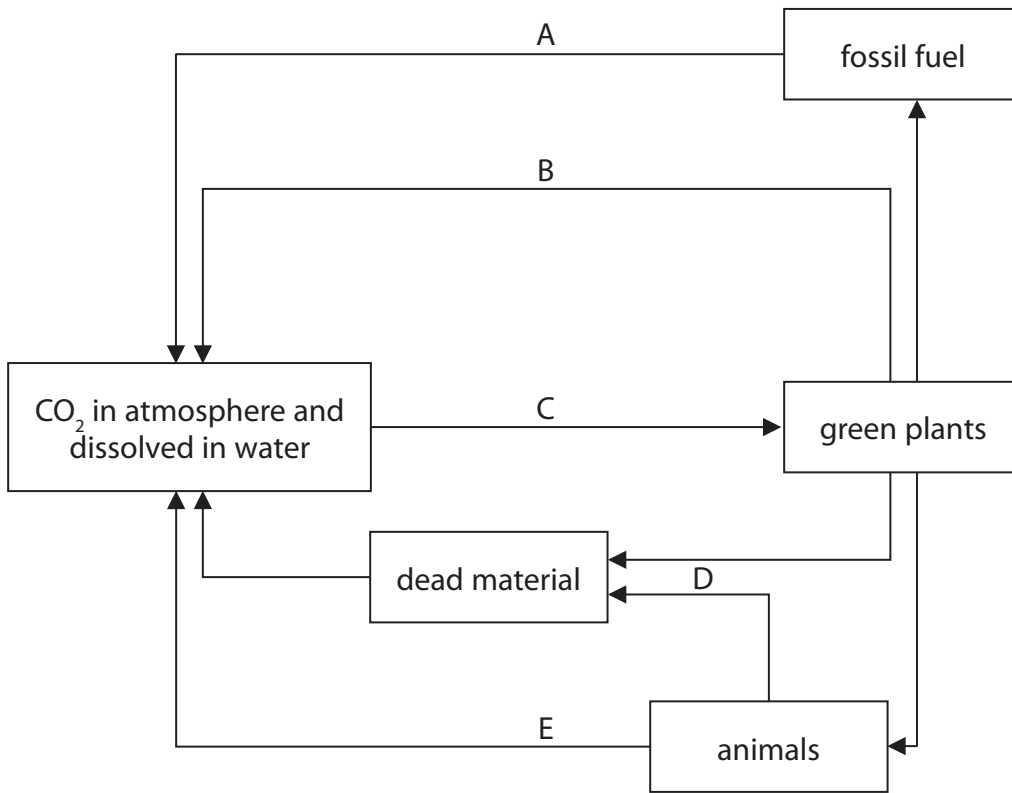 A
fossil fuel
B
CO₂ in atmosphere and
dissolved in water
C
green plants
dead material
D
E
animals